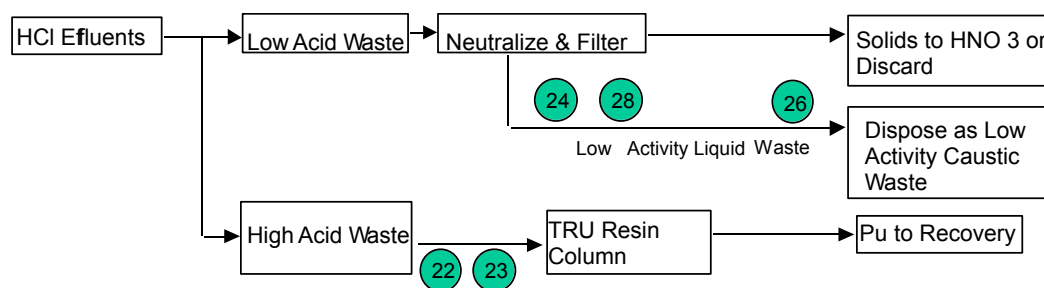 HCl Efluents
Low Acid Waste
Neutralize & Filter
Solids to HNO 3 or
Discard
24
28
26
Low Activity Liquid Waste
Dispose as Low
Activity Caustic
Waste
High Acid Waste
22
23
TRU Resin
Column
Pu to Recovery